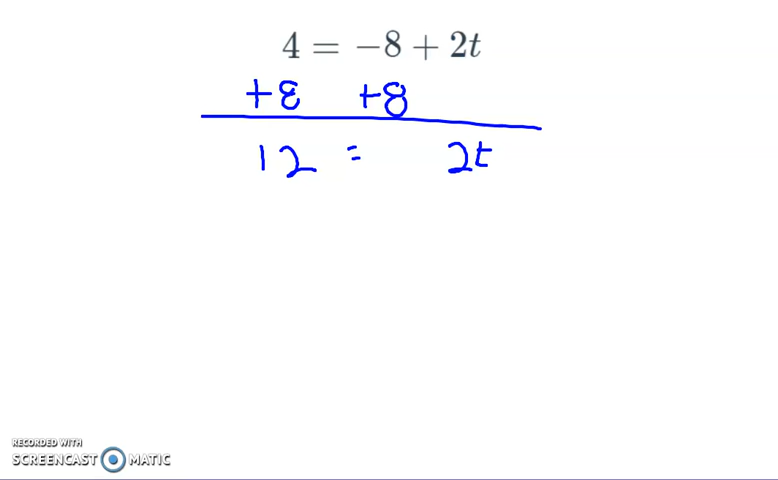 4 = −8 + 2t
+8 +8
12 = 2t
RECORDED WITH
SCREENCAST MATIC